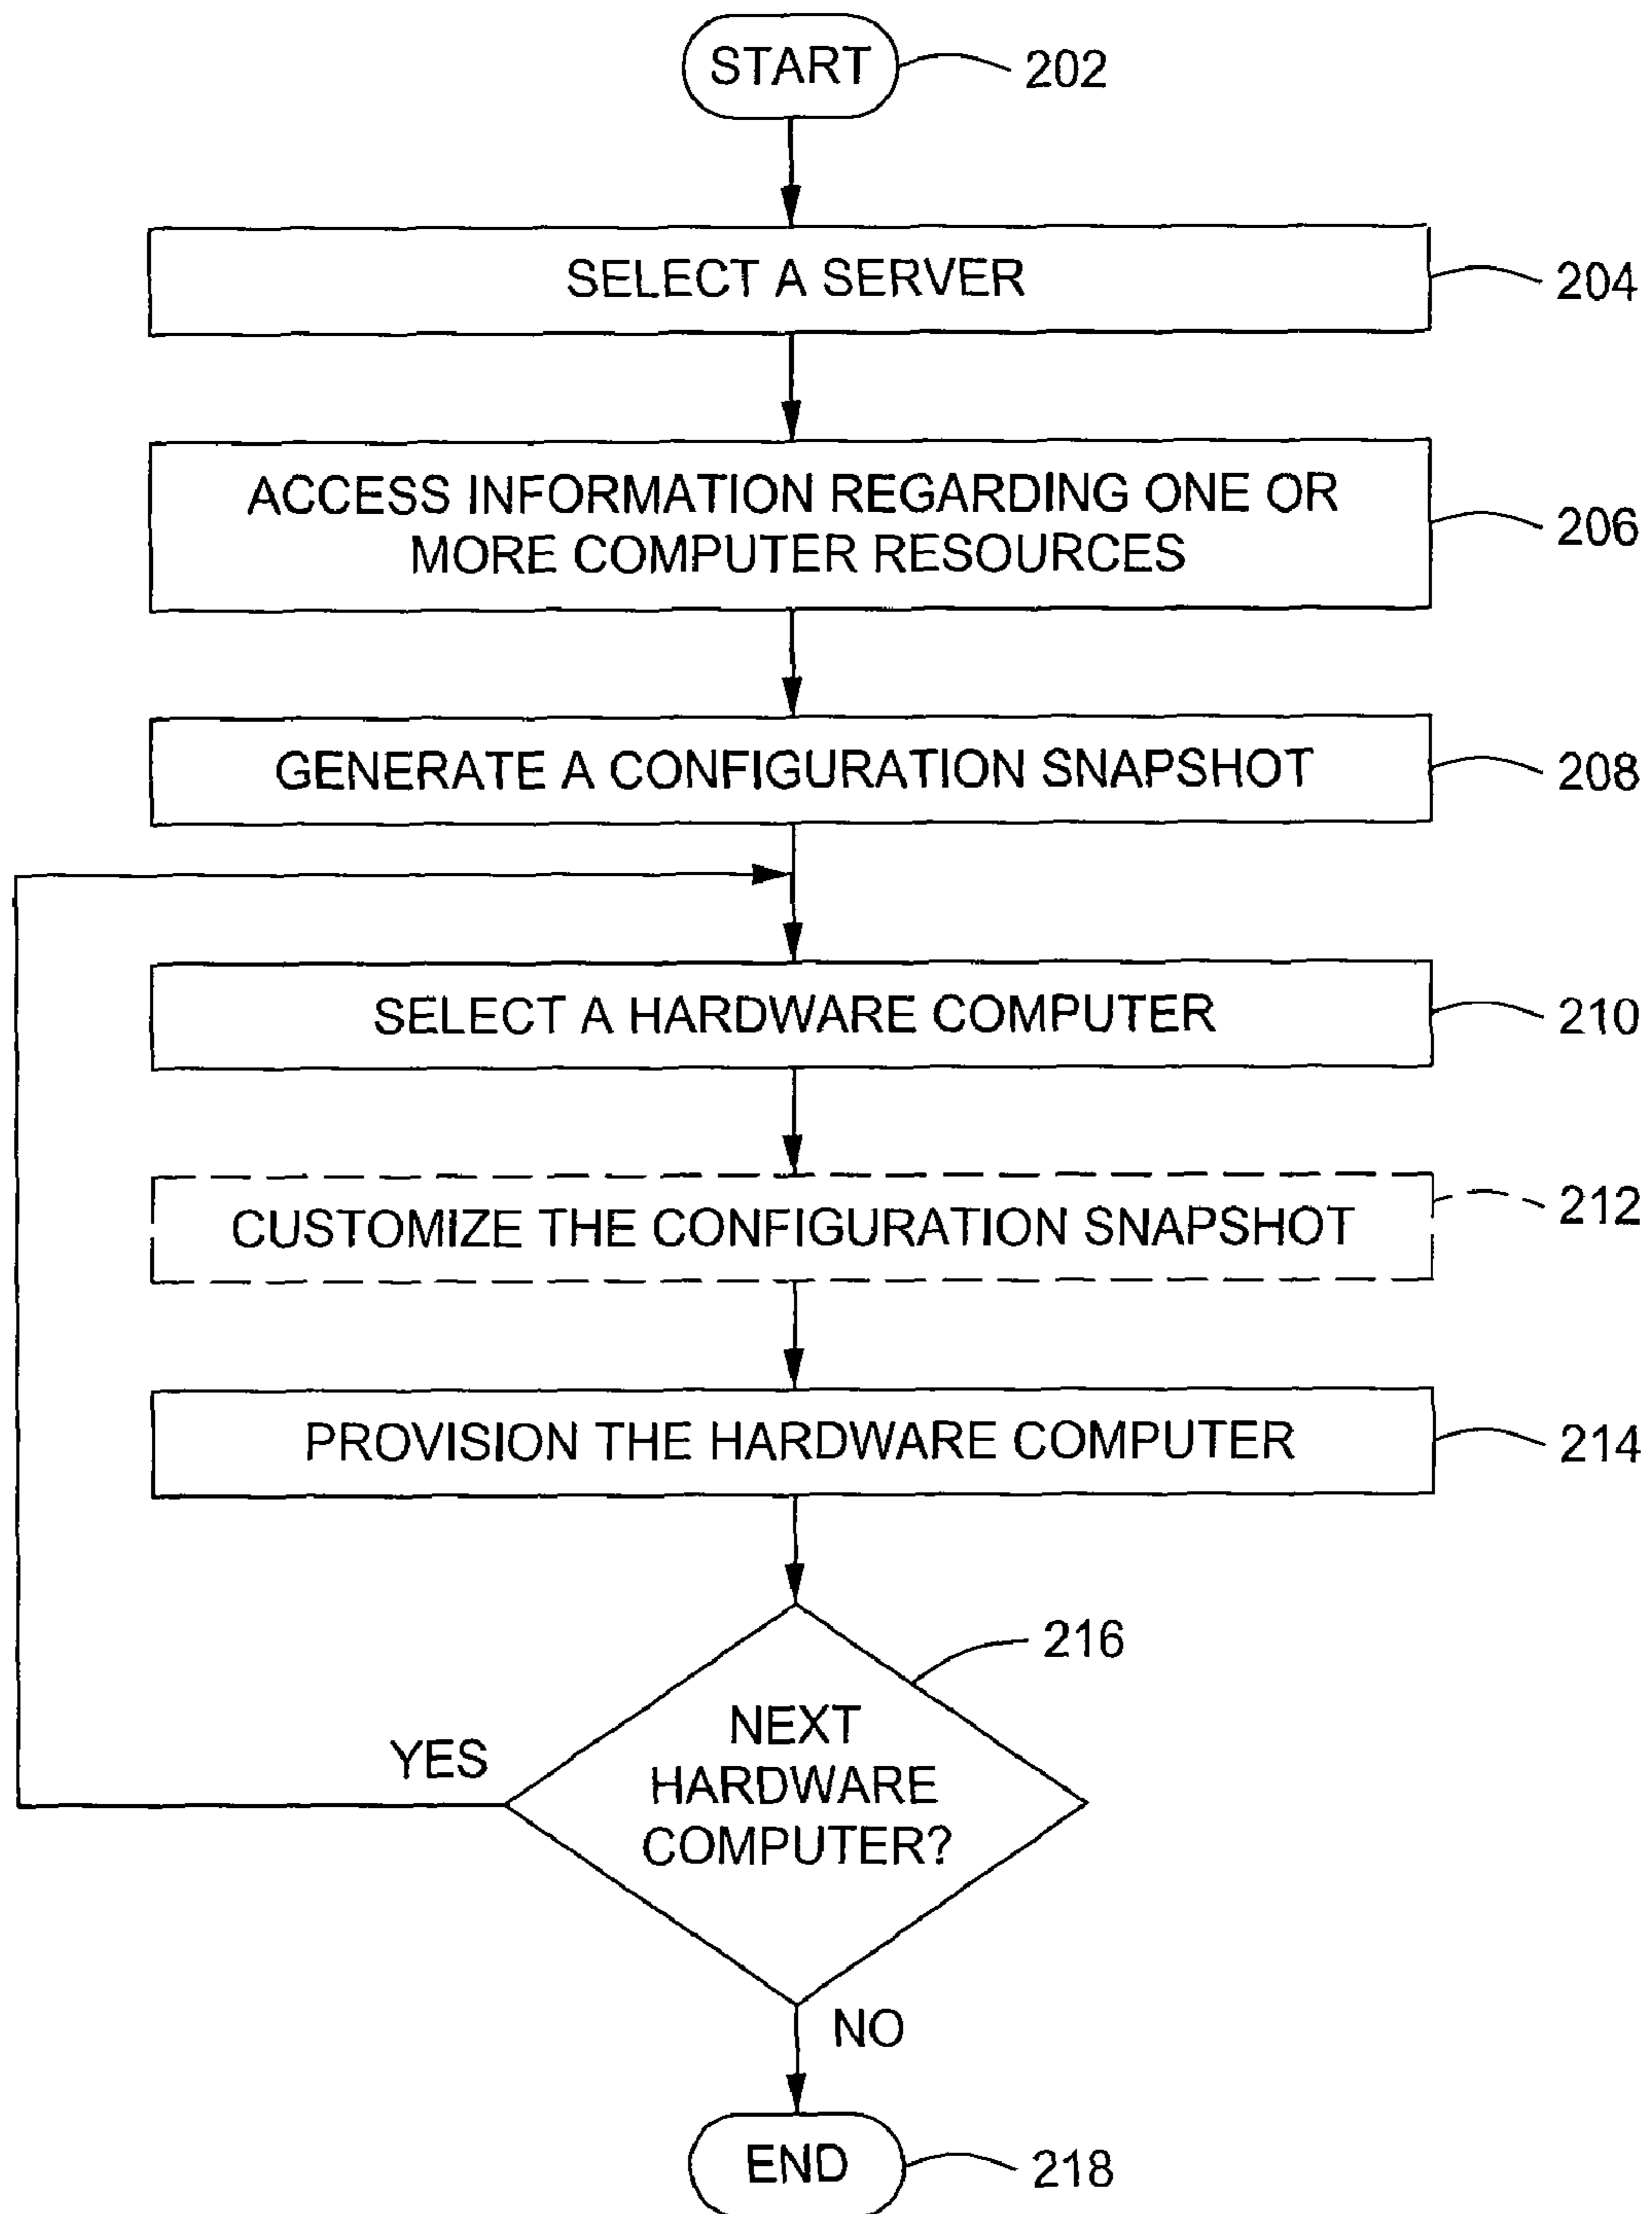 START
202
SELECT A SERVER
204
ACCESS INFORMATION REGARDING ONE OR
MORE COMPUTER RESOURCES
206
GENERATE A CONFIGURATION SNAPSHOT
208
SELECT A HARDWARE COMPUTER
210
CUSTOMIZE THE CONFIGURATION SNAPSHOT
212
PROVISION THE HARDWARE COMPUTER
214
216
NEXT
HARDWARE
COMPUTER?
YES
NO
END
218